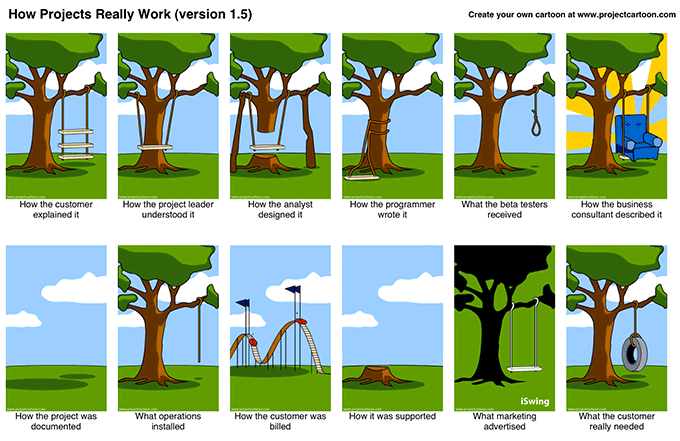 How Projects Really Work (version 1.5)
Create your own cartoon at www.projectcartoon.com
How the customer
explained it
How the project leader
understood it
How the analyst
designed it
How the programmer
wrote it
What the beta testers
received
How the business
consultant described it
How the project was
documented
What operations
installed
How the customer was
billed
How it was supported
iSwing
What marketing
advertised
What the customer
really needed